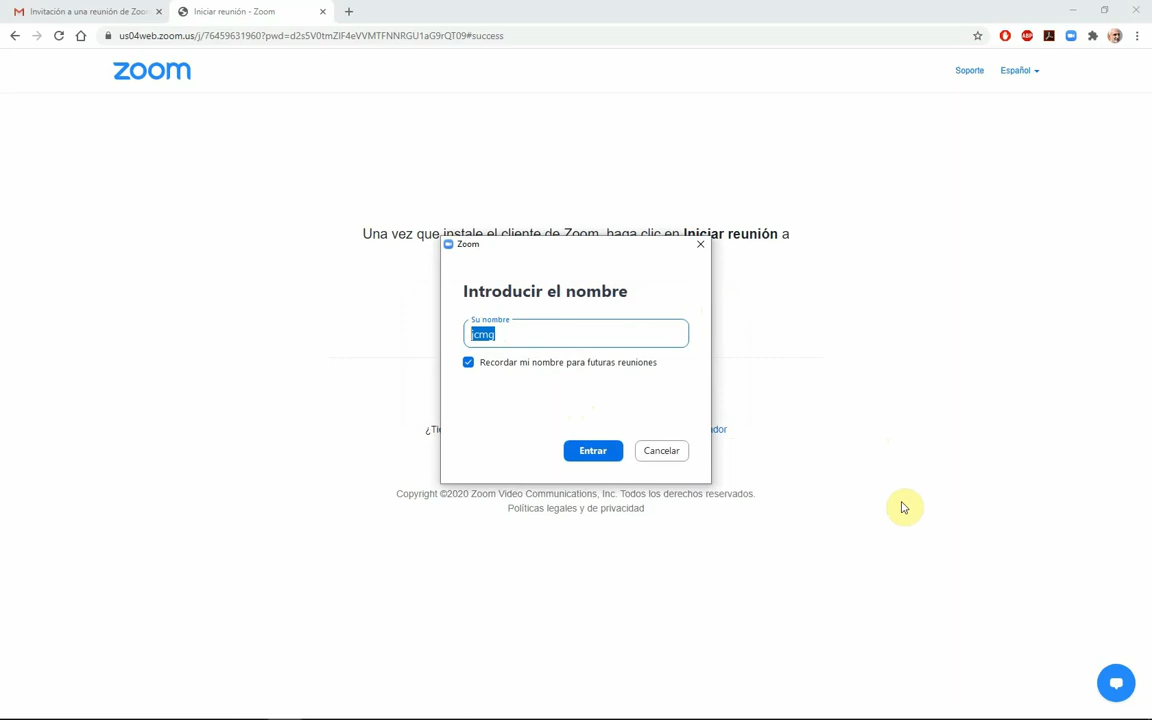 Invitación a una reunión de Zoo
Iniciar reunión - Zoom
us04web.zoom.us/j/76459631960?pwd=d2s5V0tmZlF4eVVMTFNNRGU1aG9rQT09#success
ABP
zoom
Soporte
Español
Una vez que instale el cliente de Zoom, haga clic en Iniciar reunión a
Zoom
Introducir el nombre
Su nombre
jcmg
Recordar mi nombre para futuras reuniones
Entrar
Cancelar
Copyright ©2020 Zoom Video Communications, Inc. Todos los derechos reservados.
Políticas legales y de privacidad